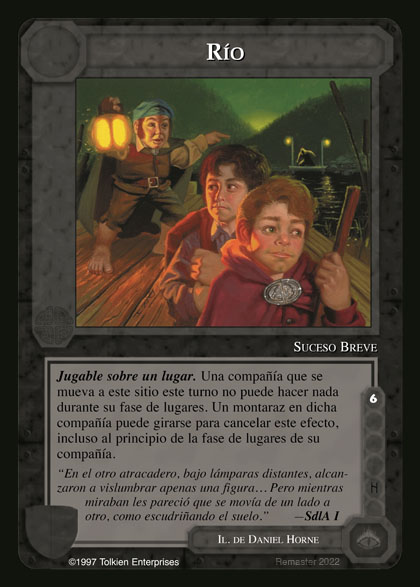 Río
Suceso Breve
Jugable sobre un lugar. Una compañía que se
mueva a este sitio este turno no puede hacer nada
durante su fase de lugares. Un montaraz en dicha
compañía puede girarse para cancelar este efecto,
incluso al principio de la fase de lugares de su
compañía.
6
“En el otro atracadero, bajo lámparas distantes, alcan-
zaron a vislumbrar apenas una figura… Pero mientras
miraban les pareció que se movía de un lado a
otro, como escudriñando el suelo.” —SdlA I
Il. de Daniel Horne
©1997 Tolkien Enterprises
Remaster 2022